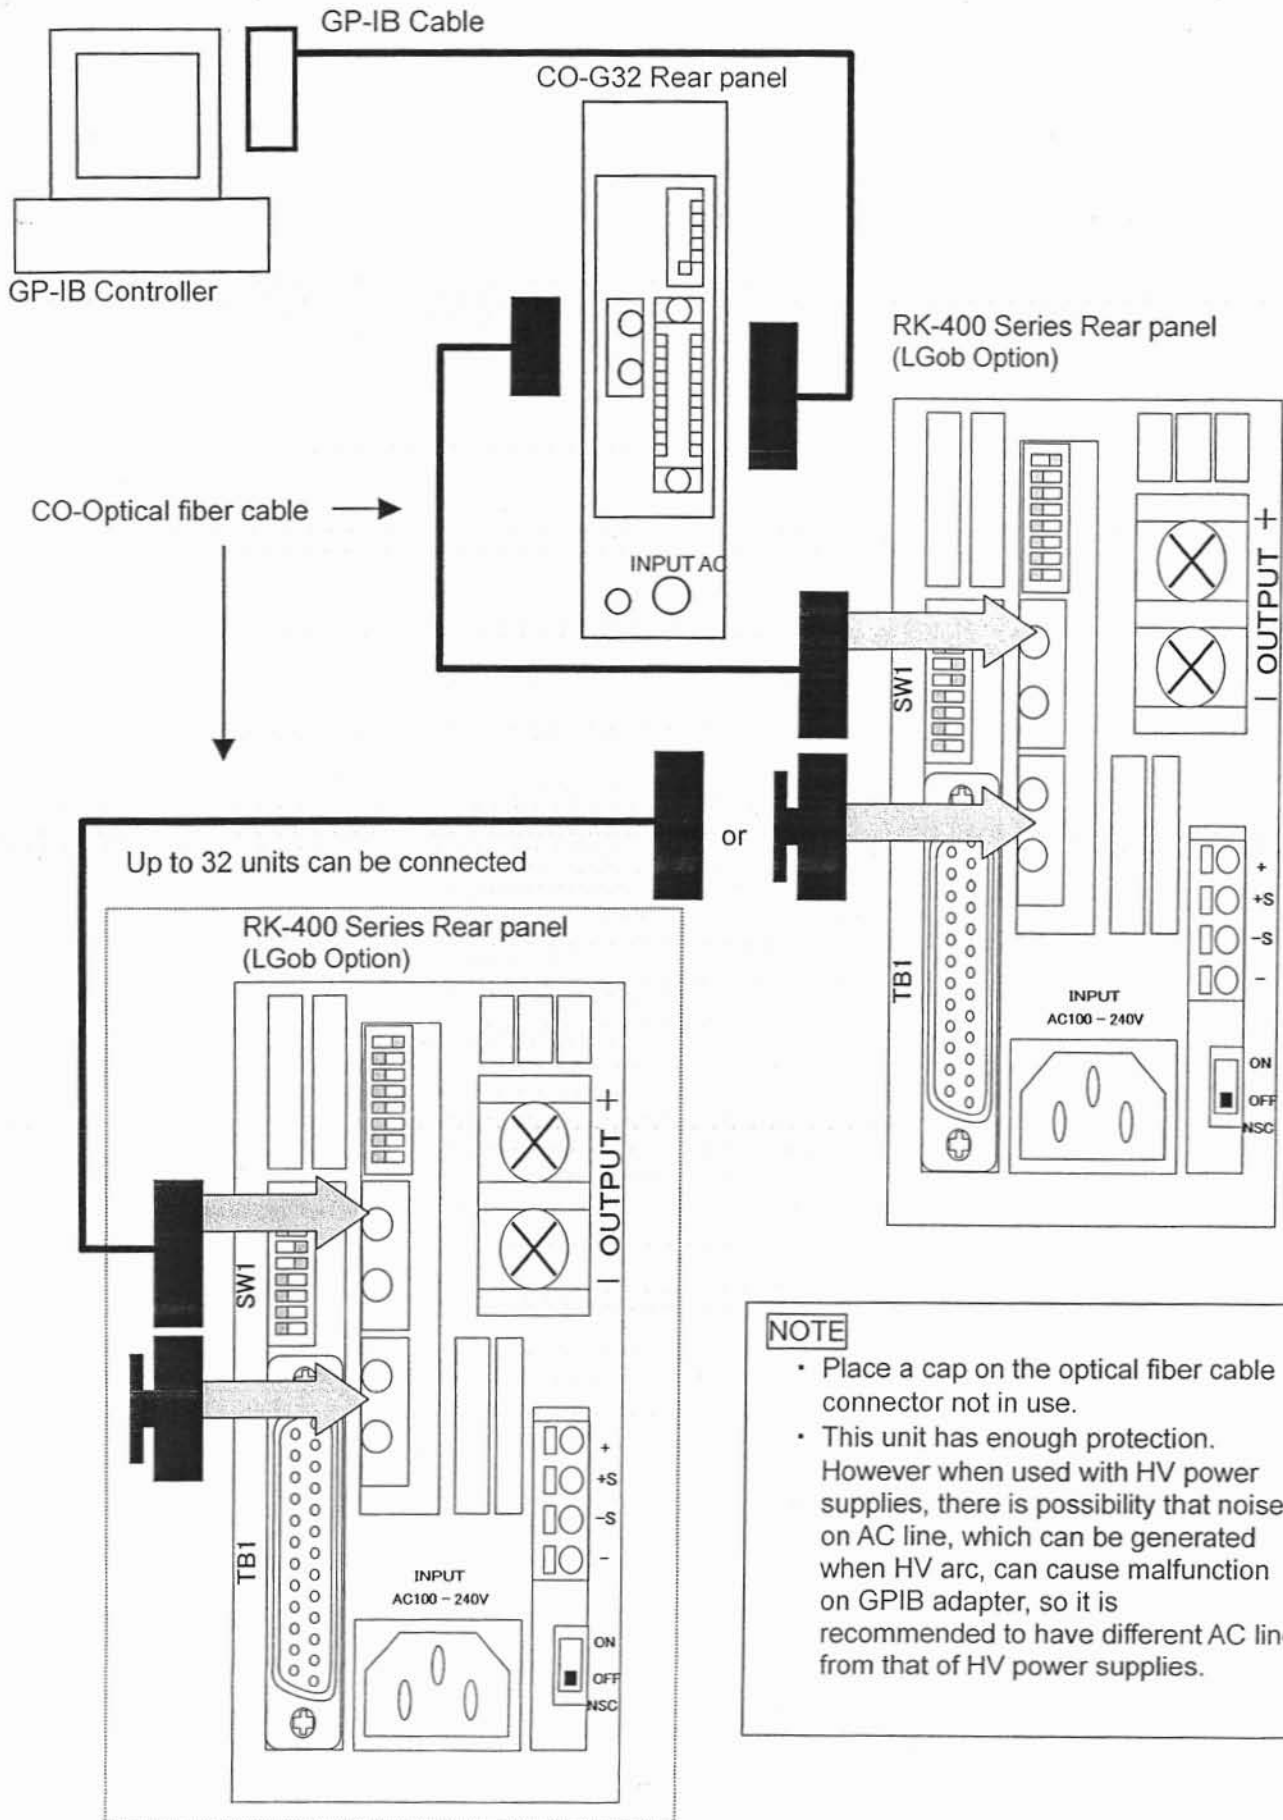 GP-IB Cable
CO-G32 Rear panel
GP-IB Controller
RK-400 Series Rear panel
(LGob Option)
CO-Optical fiber cable
INPUT AC
+
OUTPUT
−
SW1
or
Up to 32 units can be connected
+
+S
−S
-
TB1
INPUT
AC100 – 240V
ON
OFF
NSC
RK-400 Series Rear panel
(LGob Option)
+
OUTPUT
−
SW1
+
+S
−S
-
TB1
INPUT
AC100 – 240V
ON
OFF
NSC
NOTE
・ Place a cap on the optical fiber cable
connector not in use.
・ This unit has enough protection.
However when used with HV power
supplies, there is possibility that noise
on AC line, which can be generated
when HV arc, can cause malfunction
on GPIB adapter, so it is
recommended to have different AC lin
from that of HV power supplies.